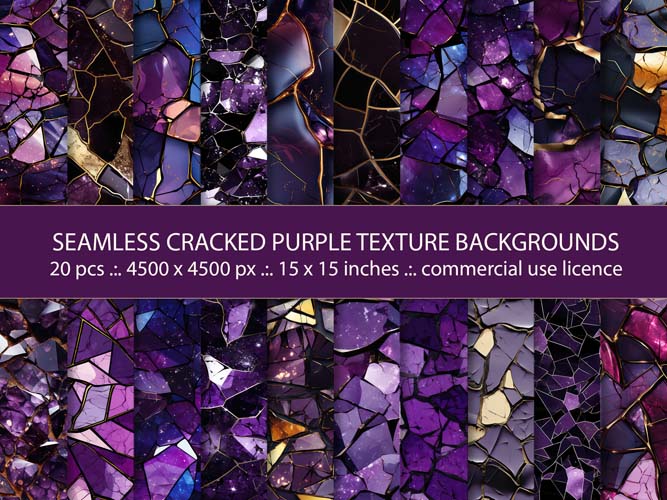 SEAMLESS CRACKED PURPLE TEXTURE BACKGROUNDS
20 pcs .:. 4500 x 4500 px .:. 15 x 15 inches .:. commercial use licence